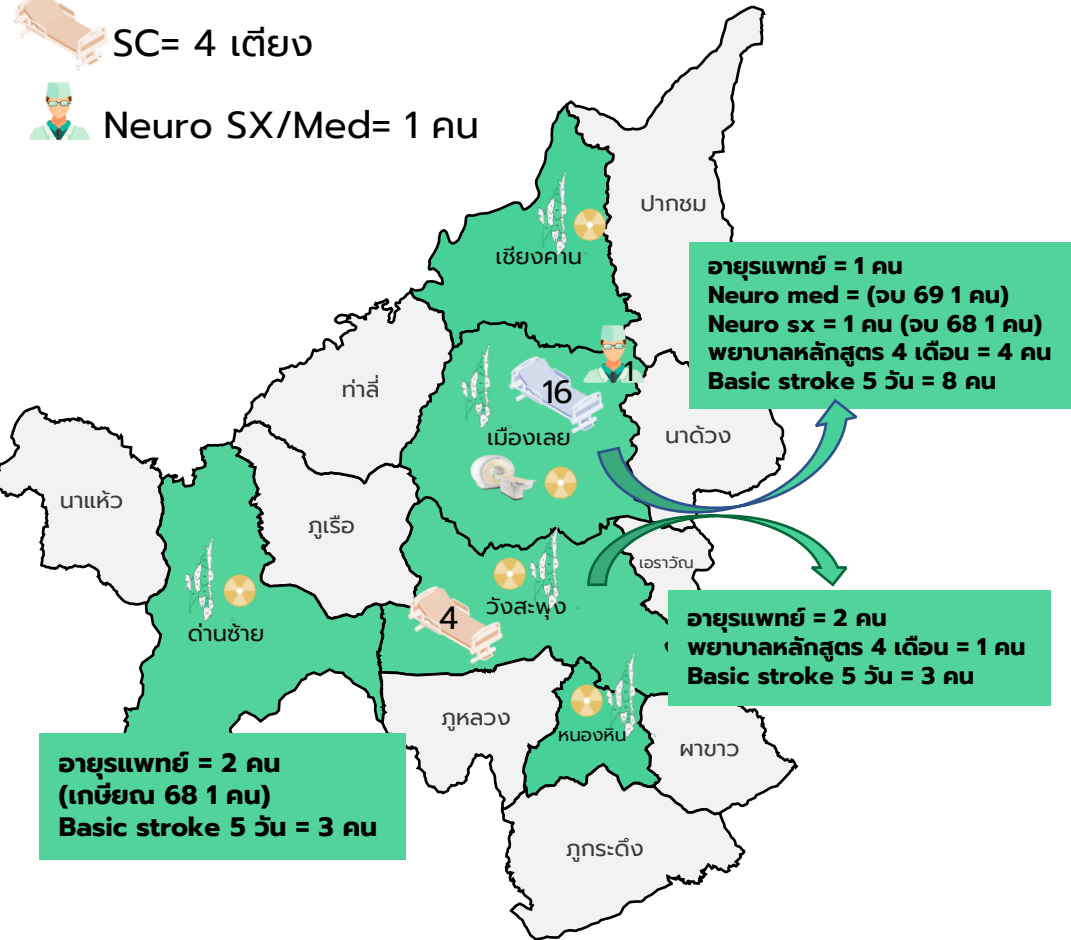 SC= 4 เตียง
Neuro SX/Med= 1 คน
ปากชม
เชียงคาน
อายุรแพทย์ = 1 คน
Neuro med = (จบ 69 1 คน)
Neuro sx = 1 คน (จบ 68 1 คน)
พยาบาลหลักสูตร 4 เดือน = 4 คน
Basic stroke 5 วัน = 8 คน
1
16
ท่าลี่
เมืองเลย
นาด้วง
นาแห้ว
ภูเรือ
เอราวัณ
ด่านซ้าย
4
วังสะพุง
อายุรแพทย์ = 2 คน
พยาบาลหลักสูตร 4 เดือน = 1 คน
Basic stroke 5 วัน = 3 คน
ภูหลวง
หนองหิน
ผาขาว
อายุรแพทย์ = 2 คน
(เกษียณ 68 1 คน)
Basic stroke 5 วัน = 3 คน
ภูกระดึง